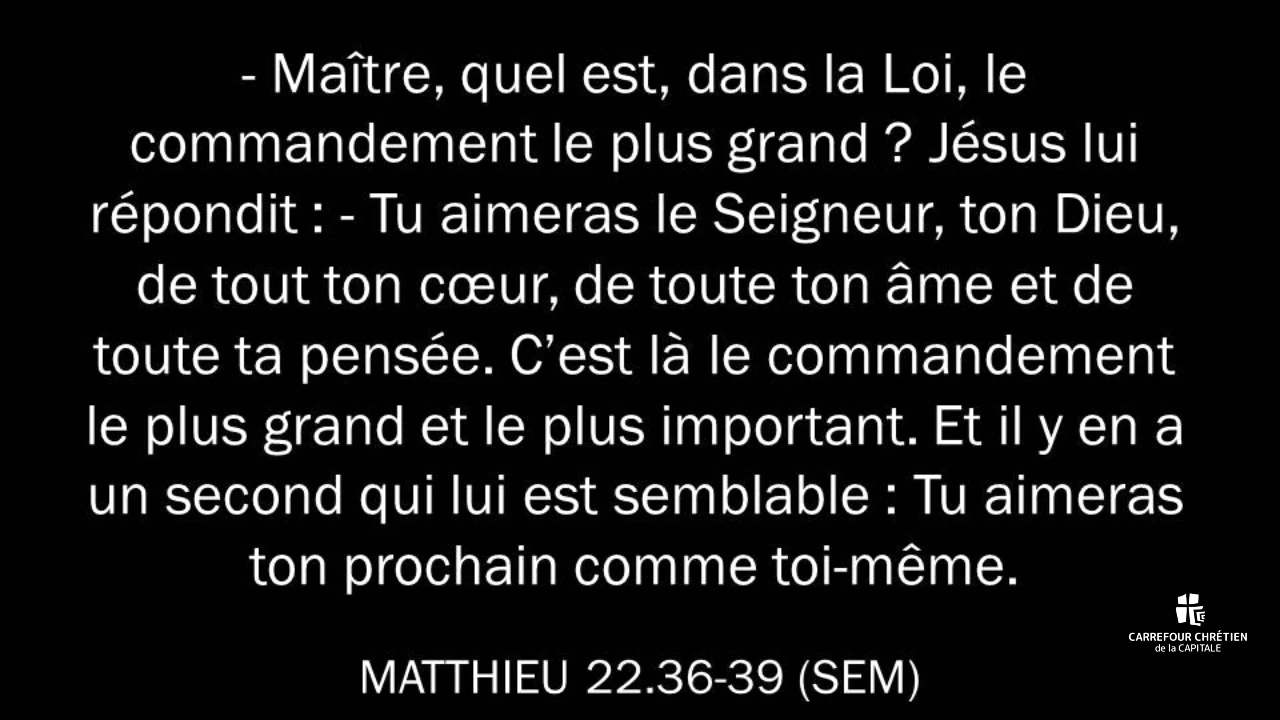 - Maître, quel est, dans la Loi, le
commandement le plus grand ? Jésus lui
répondit : - Tu aimeras le Seigneur, ton Dieu,
de tout ton cœur, de toute ton âme et de
toute ta pensée. C’est là le commandement
le plus grand et le plus important. Et il y en a
un second qui lui est semblable : Tu aimeras
ton prochain comme toi-même.
CARREFOUR CHRÉTIEN
de la CAPITALE
MATTHIEU 22.36-39 (SEM)